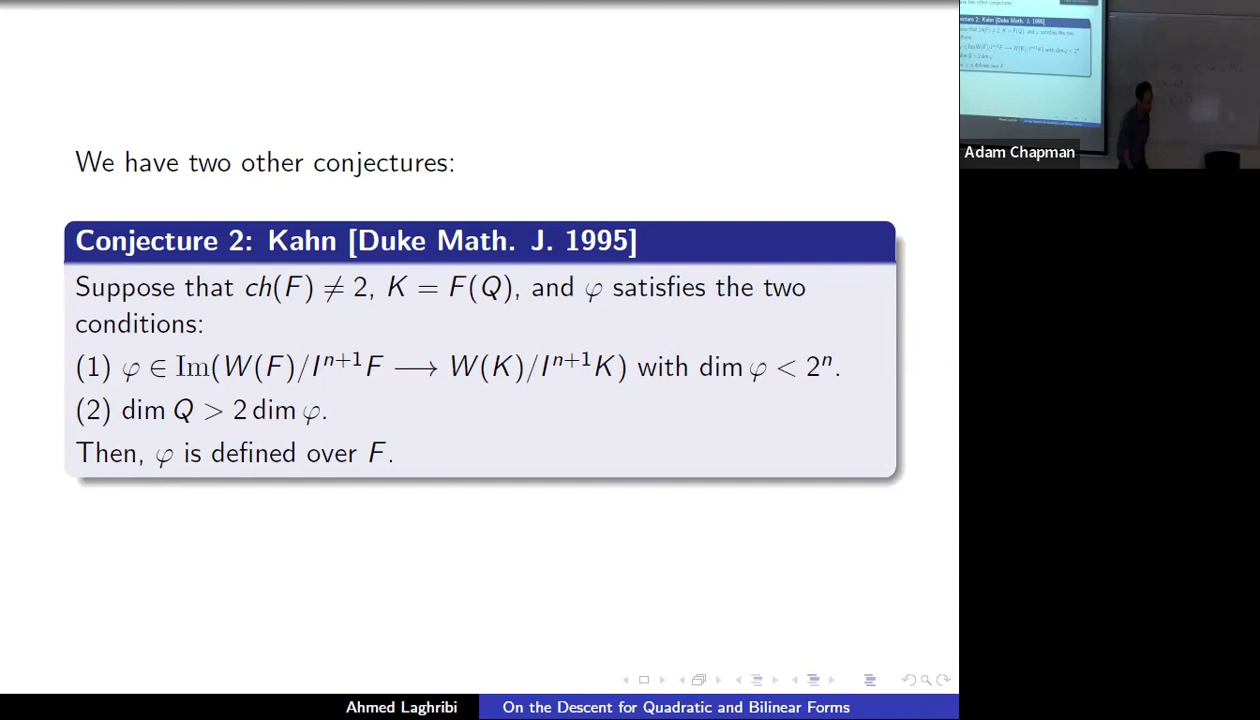 We have two other conjectures:
Conjecture 2: Kahn [Duke Math. J. 1995]
Suppose that ch(F) ≠ 2, K = F(Q), and φ satisfies the two
conditions:
(1) φ ∈ Im(W(F)/I^{n+1}F ⟶ W(K)/I^{n+1}K) with dim φ < 2^n.
(2) dim Q > 2 dim φ.
Then, φ is defined over F.
Ahmed Laghribi
On the Descent for Quadratic and Bilinear Forms
Adam Chapman